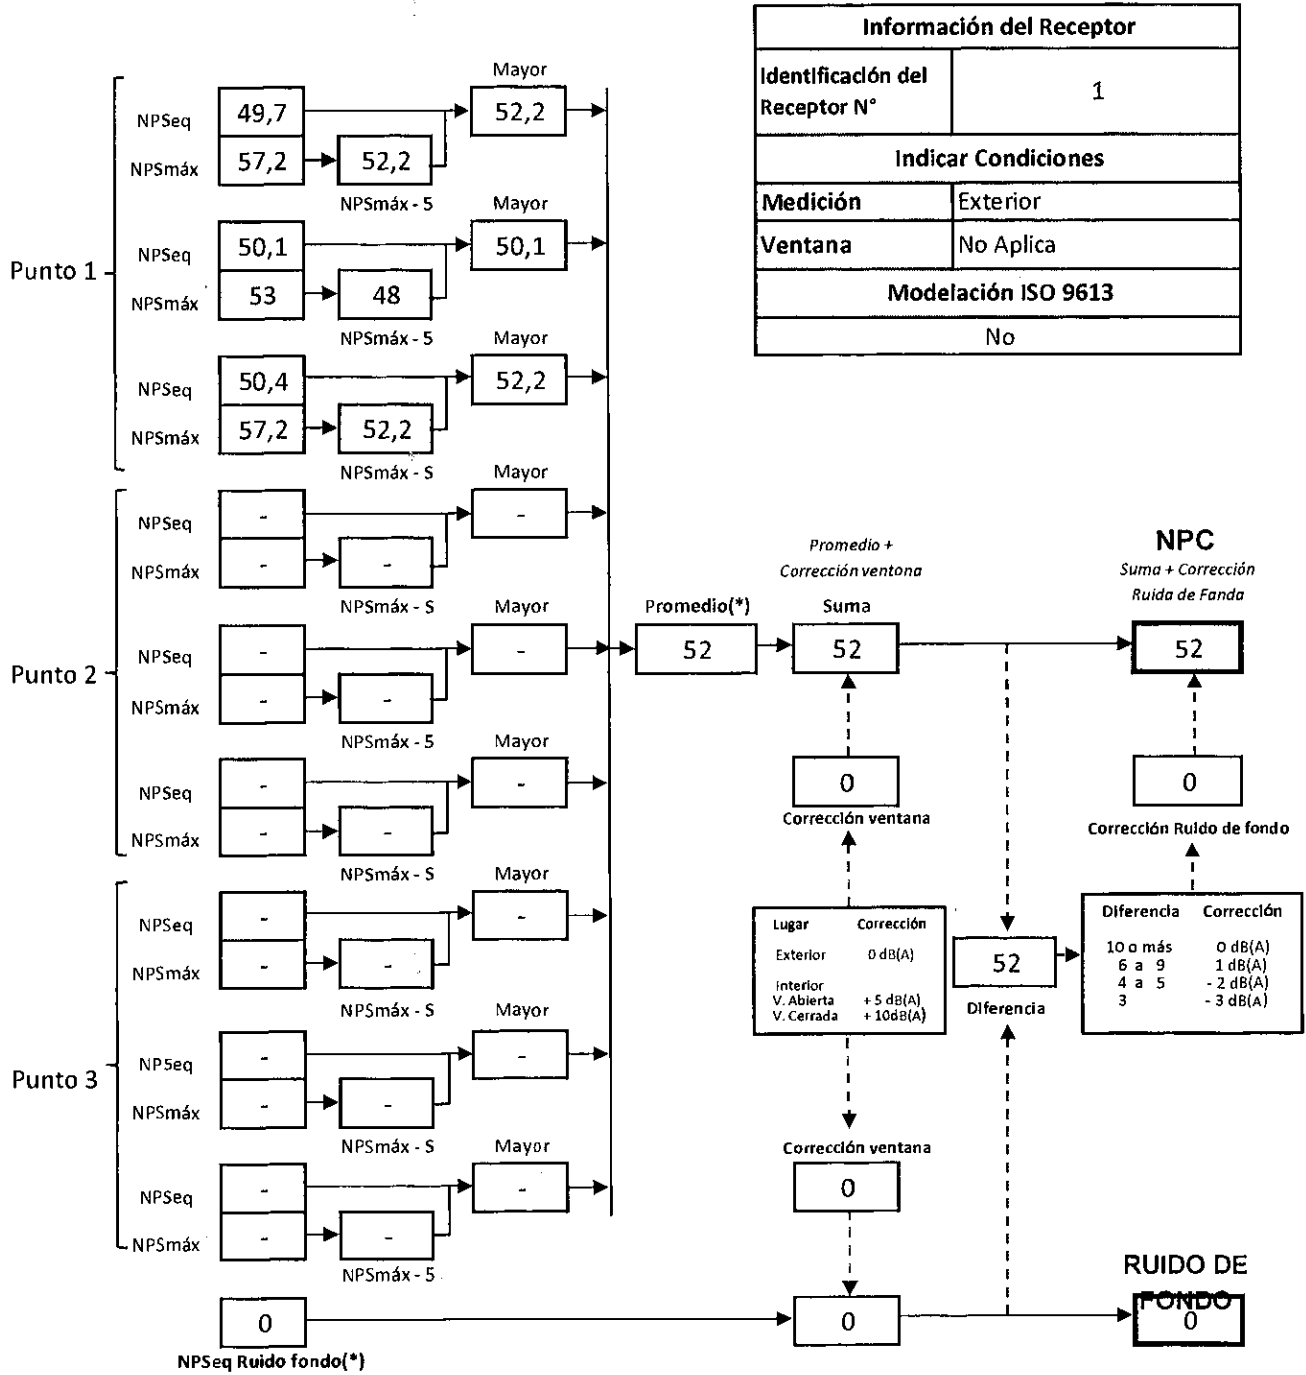 Información del Receptor
Identificación del Receptor N°
1
Indicar Condiciones
Medición
Exterior
Ventana
No Aplica
Modelación ISO 9613
No
Punto 1
Mayor
NPSeq
49,7
52,2
NPSmáx
57,2
52,2
NPSmáx - 5
Mayor
NPSeq
50,1
50,1
NPSmáx
53
48
NPSmáx - 5
Mayor
NPSeq
50,4
52,2
NPSmáx
57,2
52,2
NPSmáx - S
Punto 2
Mayor
NPSeq
-
-
NPSmáx
-
-
NPSmáx - S
Mayor
NPSeq
-
-
NPSmáx
-
-
NPSmáx - 5
Mayor
NPSeq
-
-
NPSmáx
-
-
NPSmáx - S
Punto 3
Mayor
NPSeq
-
-
NPSmáx
-
-
NPSmáx - S
Mayor
NP5eq
-
-
NPSmáx
-
-
NPSmáx - S
Mayor
NPSeq
-
-
NPSmáx
-
-
NPSmáx - 5
0
NPSeq Ruido fondo(*)
Promedio(*)
52
Promedio +
Corrección ventona
Suma
52
0
Corrección ventana
Lugar Corrección
Exterior 0 dB(A)
Interior
V. Abierta + 5 dB(A)
V. Cerrada + 10dB(A)
Corrección ventana
0
0
52
Diferencia
NPC
Suma + Corrección
Ruida de Fanda
52
0
Corrección Ruido de fondo
Diferencia Corrección
10 o más 0 dB(A)
6 a 9 1 dB(A)
4 a 5 - 2 dB(A)
3 - 3 dB(A)
RUIDO DE
FONDO
0